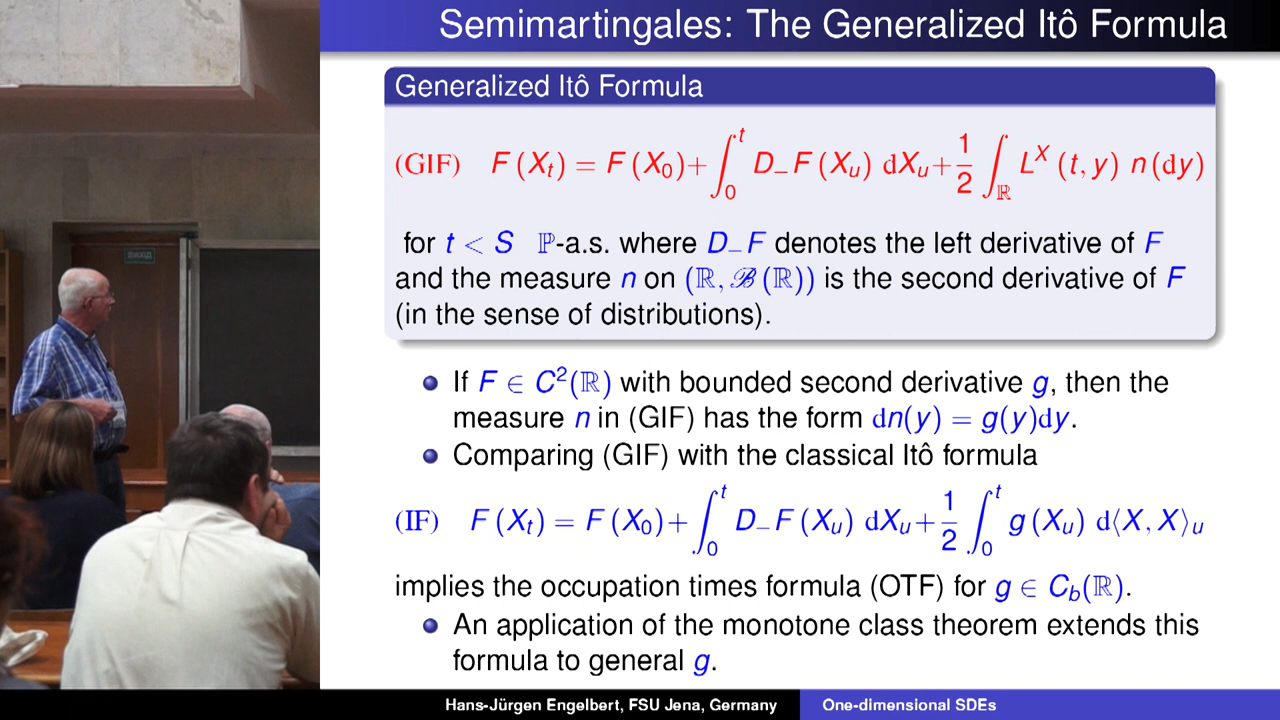 Semimartingales: The Generalized Itô Formula
Generalized Itô Formula
(GIF) F(X_t) = F(X_0) + ∫_0^t D_−F(X_u) dX_u + 1/2 ∫_ℝ L^X(t, y) n(dy)
for t < S ℙ-a.s. where D_−F denotes the left derivative of F
and the measure n on (ℝ, ℬ(ℝ)) is the second derivative of F
(in the sense of distributions).
If F ∈ C²(ℝ) with bounded second derivative g, then the
measure n in (GIF) has the form dn(y) = g(y)dy.
Comparing (GIF) with the classical Itô formula
(IF) F(X_t) = F(X_0) + ∫_0^t D_−F(X_u) dX_u + 1/2 ∫_0^t g(X_u) d⟨X, X⟩_u
implies the occupation times formula (OTF) for g ∈ C_b(ℝ).
An application of the monotone class theorem extends this
formula to general g.
Hans-Jürgen Engelbert, FSU Jena, Germany
One-dimensional SDEs
ВЫХОД